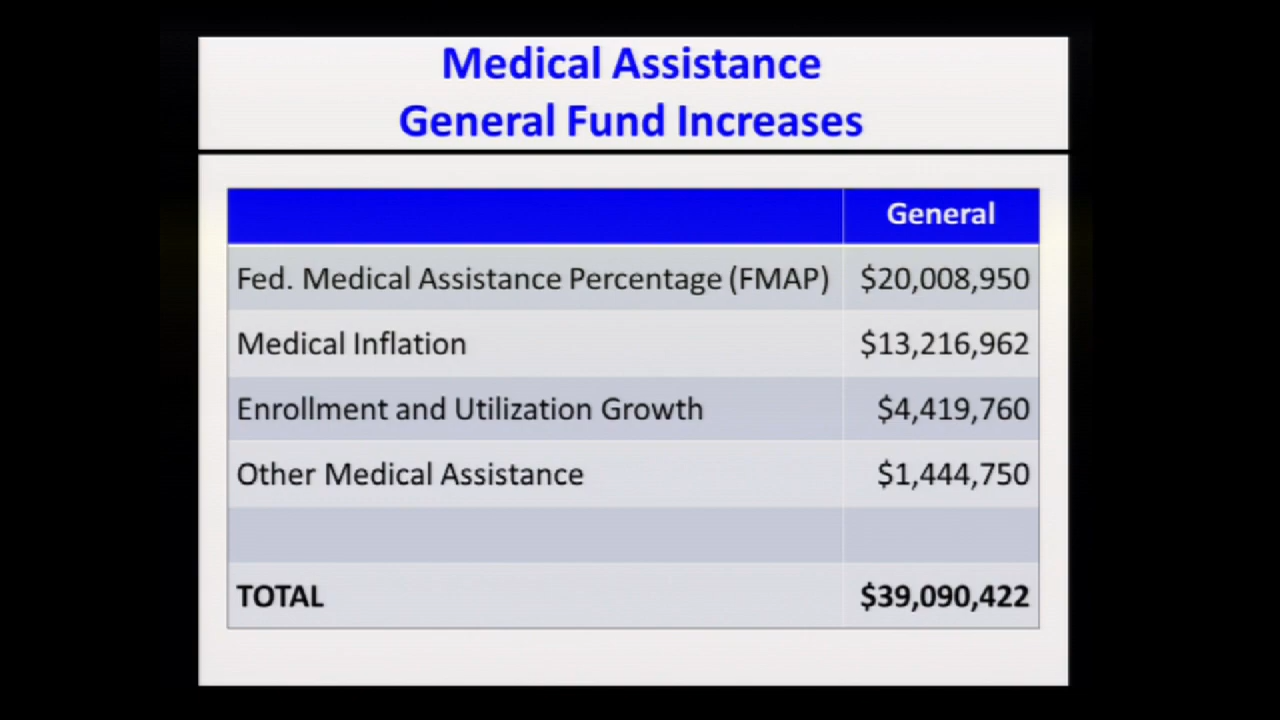 Medical Assistance
General Fund Increases
General
Fed. Medical Assistance Percentage (FMAP) $20,008,950
Medical Inflation $13,216,962
Enrollment and Utilization Growth $4,419,760
Other Medical Assistance $1,444,750
TOTAL $39,090,422